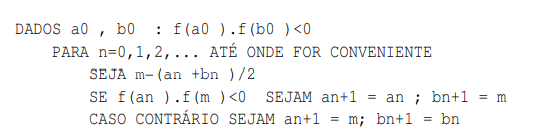 DADOS a0 , b0 : f(a0 ).f(b0 )<0
PARA n=0,1,2,... ATÉ ONDE FOR CONVENIENTE
SEJA m-(an +bn )/2
SE f(an ).f(m )<0 SEJAM an+1 = an ; bn+1 = m
CASO CONTRÁRIO SEJAM an+1 = m; bn+1 = bn